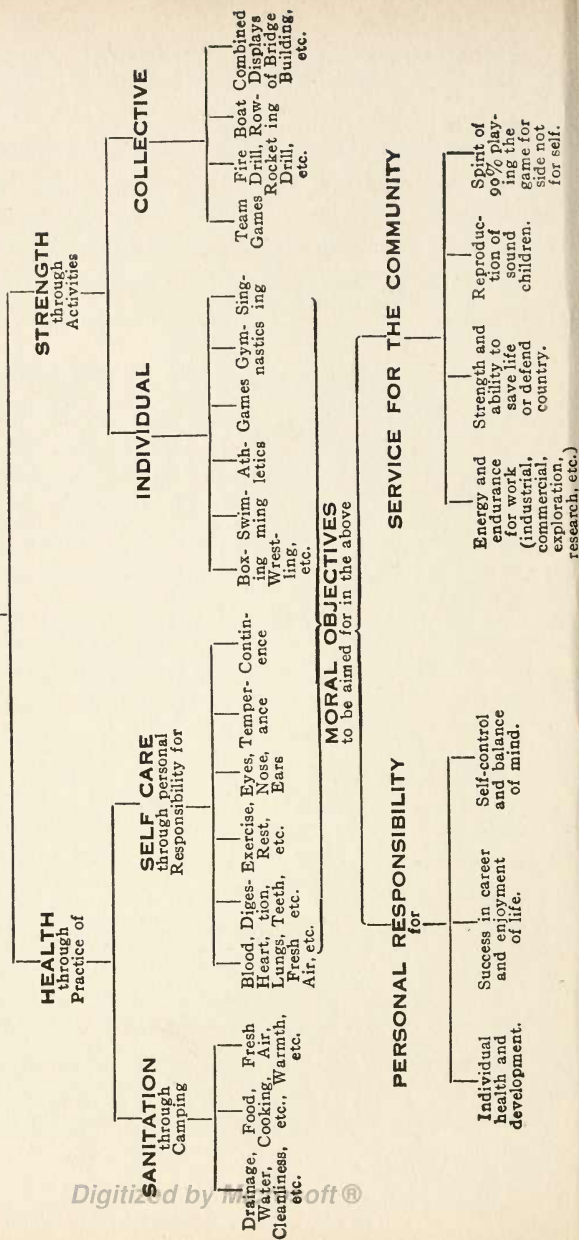 HEALTH
through
Practice of
STRENGTH
through
Activities
SANITATION
through
Camping
SELF CARE
through personal
Responsibility for
INDIVIDUAL
COLLECTIVE
Drainage,
Water,
Cleanliness,
etc.
Food,
Cooking,
etc.,
Fresh
Air,
Warmth,
etc.
Blood,
Heart,
Lungs,
Fresh
Air, etc.
Diges-
tion,
Teeth,
etc.
Exercise,
Rest,
etc.
Eyes,
Nose,
Ears
Temper-
ance
Contin-
ence
Box-
ing
Wrest-
ling,
etc.
Swim-
ming
Ath-
letics
Games
Gym-
nastics
Sing-
ing
Team
Games
Fire
Drill,
Rocket
Drill,
etc.
Boat
Row-
ing
Combined
Displays
of Bridge
Building,
etc.
MORAL OBJECTIVES
to be aimed for in the above
PERSONAL RESPONSIBILITY
for
SERVICE FOR THE COMMUNITY
Individual
health and
development.
Success in career
and enjoyment
of life.
Self-control
and balance
of mind.
Energy and
endurance
for work
(industrial,
commercial,
exploration,
research, etc.)
Strength and
ability to
save life
or defend
country.
Reproduc-
tion of
sound
children.
Spirit of
90% play-
ing the
game for
side not
for self.
Digitized by Microsoft ®